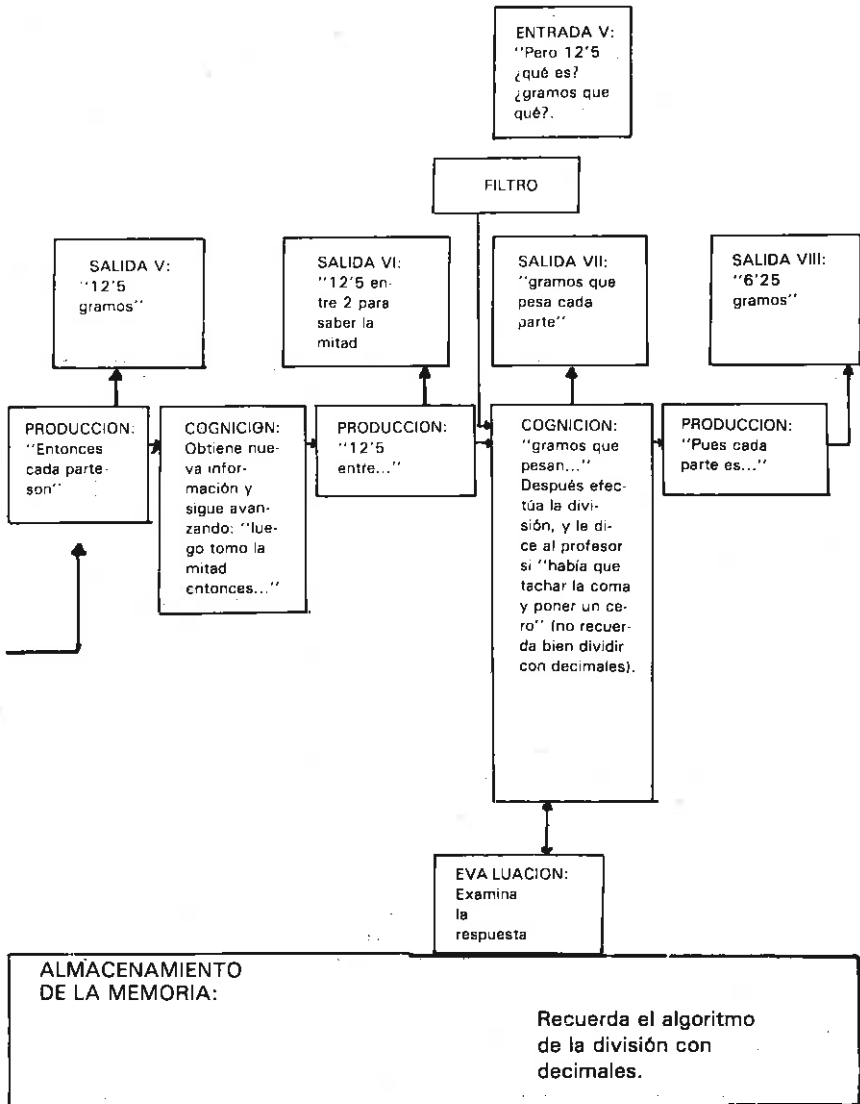 ENTRADA V:
''Pero 12'5
¿qué es?
¿gramos que
qué?.
FILTRO
SALIDA V:
''12'5
gramos''
SALIDA VI:
''12'5 en-
tre 2 para
saber la
mitad
SALIDA VII:
''gramos que
pesa cada
parte''
SALIDA VIII:
''6'25
gramos''
PRODUCCION:
''Entonces
cada parte
son''
COGNICION:
Obtiene nue-
va infor-
mación y
sigue avan-
zando: ''lue-
go tomo la
mitad
entonces...''
PRODUCCION:
''12'5
entre...''
COGNICION:
''gramos que
pesan...''
Después efec-
túa la divi-
sión, y le di-
ce al profesor
si ''había que
tachar la coma
y poner un ce-
ro'' (no recuer-
da bien dividir
con decimales).
PRODUCCION:
''Pues cada
parte es...''
EVALUACION:
Examina
la
respuesta
ALMACENAMIENTO
DE LA MEMORIA:
Recuerda el algoritmo
de la división con
decimales.